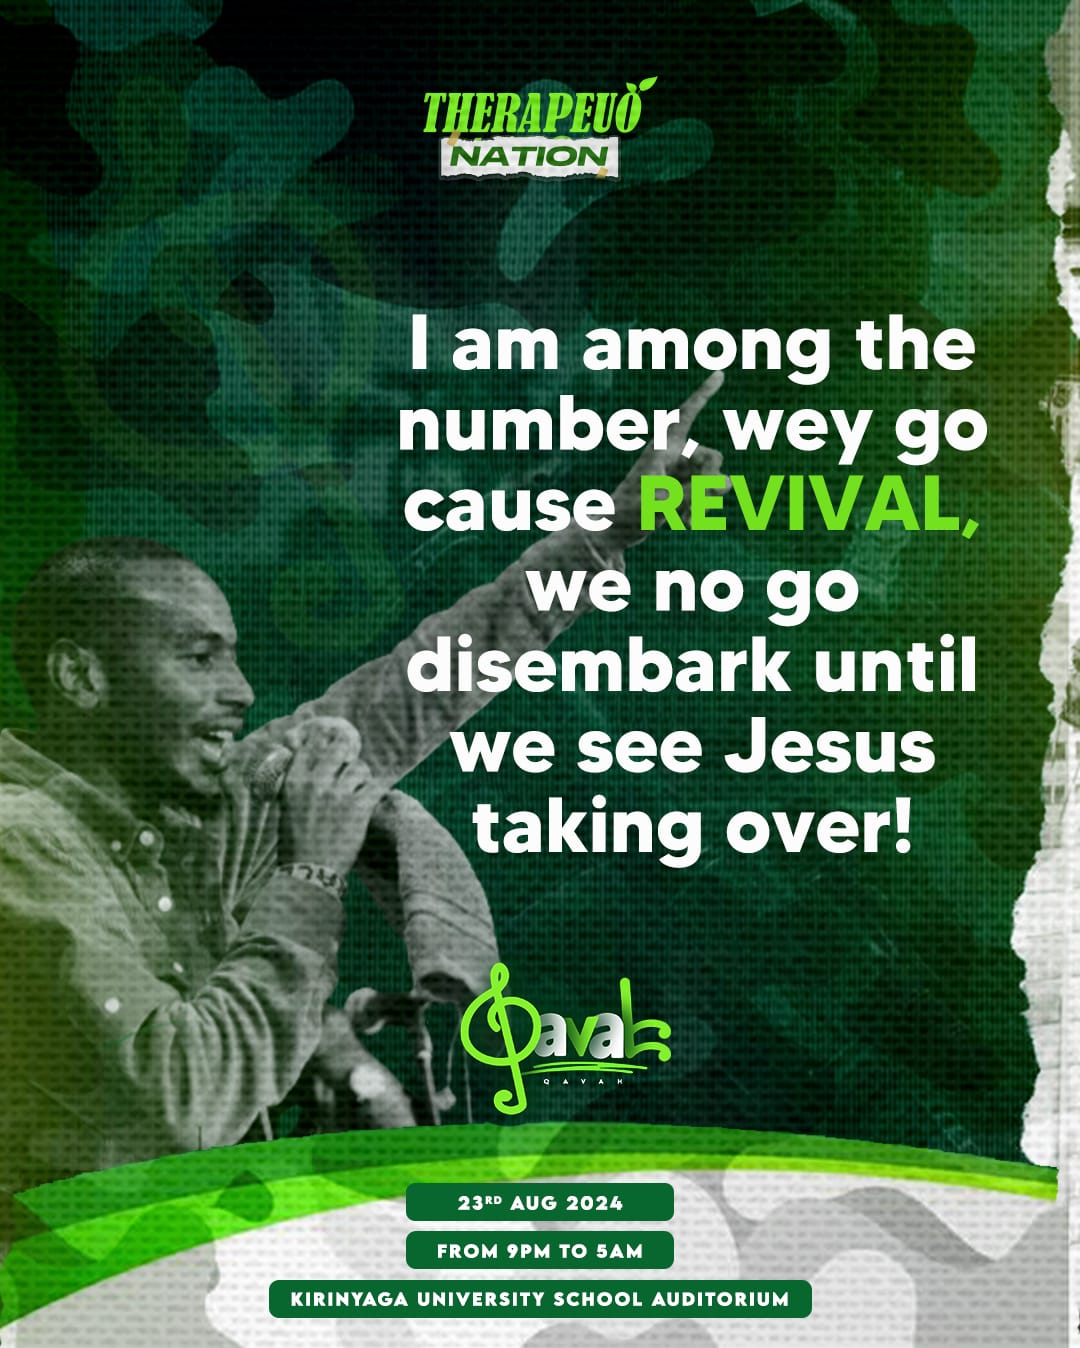 THERAPEUO
NATION
I am among the
number, wey go
cause REVIVAL,
we no go
disembark until
we see Jesus
taking over!
Qavah
QAVAH
23RD AUG 2024
FROM 9PM TO 5AM
KIRINYAGA UNIVERSITY SCHOOL AUDITORIUM